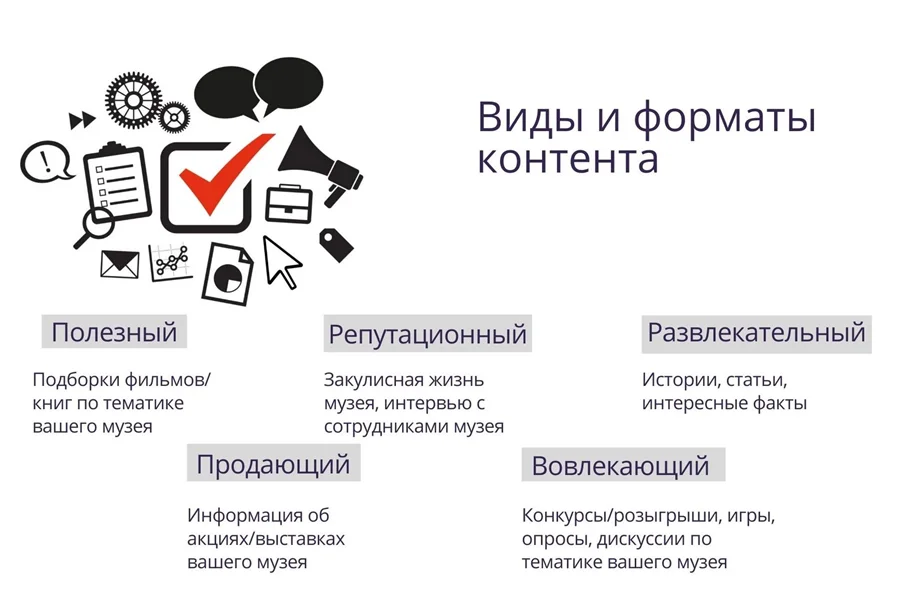 Виды и форматы
контента
Полезный
Подборки фильмов/
книг по тематике
вашего музея
Репутационный
Закулисная жизнь
музея, интервью с
сотрудниками музея
Развлекательный
Истории, статьи,
интересные факты
Продающий
Информация об
акциях/выставках
вашего музея
Вовлекающий
Конкурсы/розыгрыши, игры,
опросы, дискуссии по
тематике вашего музея